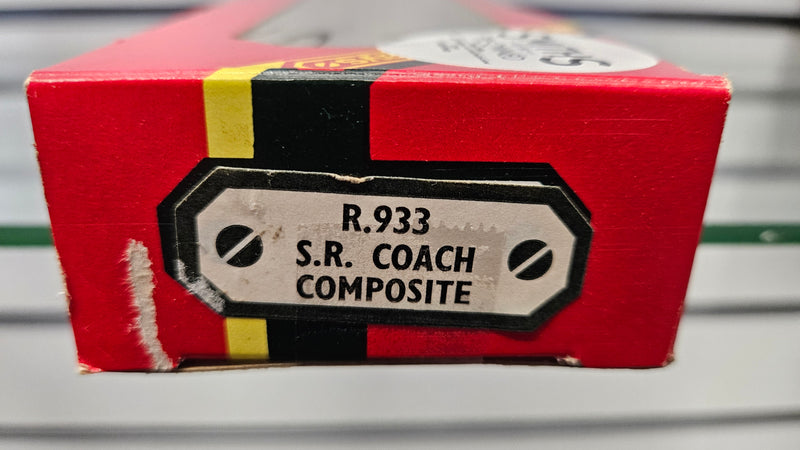 R.933
S.R. COACH
COMPOSITE